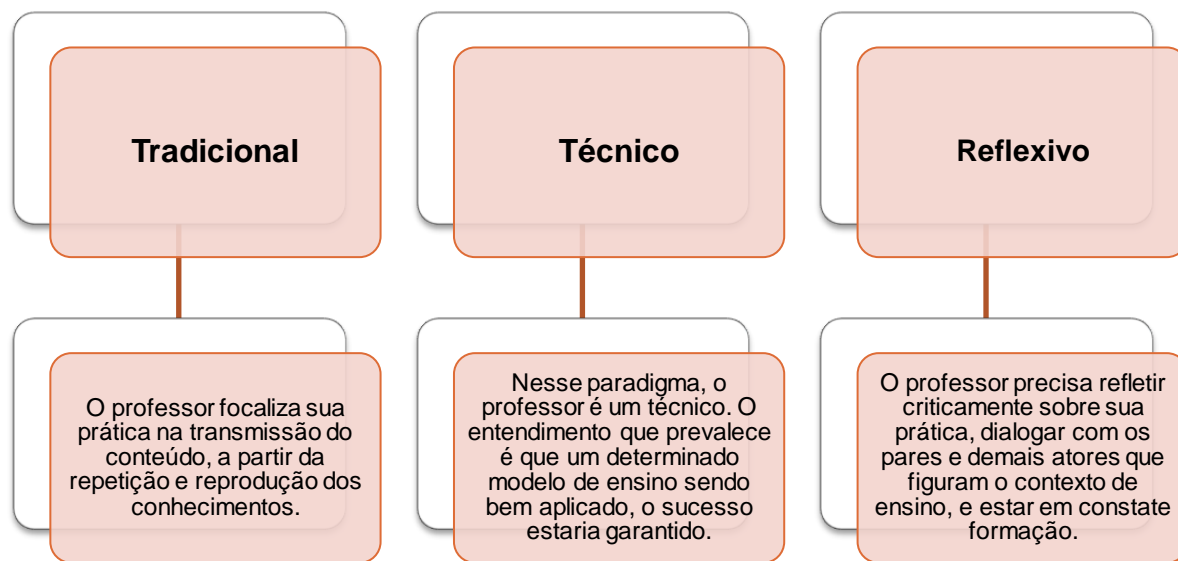 Tradicional
O professor focaliza sua
prática na transmissão do
conteúdo, a partir da
repetição e reprodução dos
conhecimentos.
Técnico
Nesse paradigma, o
professor é um técnico. O
entendimento que prevalece
é que um determinado
modelo de ensino sendo
bem aplicado, o sucesso
estaria garantido.
Reflexivo
O professor precisa refletir
criticamente sobre sua
prática, dialogar com os
pares e demais atores que
figuram o contexto de
ensino, e estar em constate
formação.